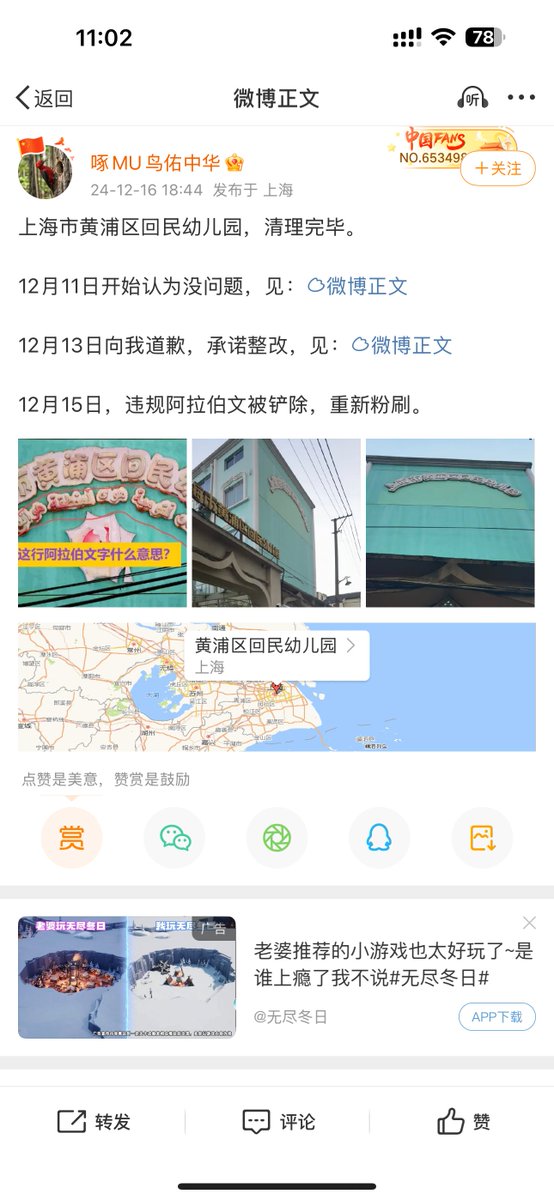 11:02
78
返回
微博正文
听
啄MU鸟佑中华
24-12-16 18:44 发布于 上海
中国FANS
NO.653498
+关注
上海市黄浦区回民幼儿园，清理完毕。
12月11日开始认为没问题，见：微博正文
12月13日向我道歉，承诺整改，见：微博正文
12月15日，违规阿拉伯文被铲除，重新粉刷。
市黄浦区回民
这行阿拉伯文字什么意思？
黄浦区回民幼儿园
上海
点赞是美意，赞赏是鼓励
赏
老婆玩无尽冬日
我玩无尽冬日
广告
老婆推荐的小游戏也太好玩了~是
谁上瘾了我不说#无尽冬日#
@无尽冬日
APP下载
转发
评论
赞